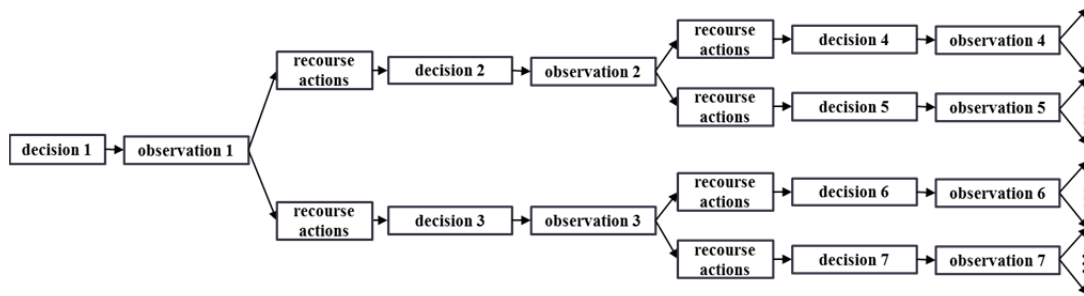 recourse
actions
decision 4
observation 4
recourse
actions
decision 2
observation 2
recourse
actions
decision 5
observation 5
decision 1
observation 1
recourse
actions
decision 6
observation 6
recourse
actions
decision 3
observation 3
recourse
actions
decision 7
observation 7